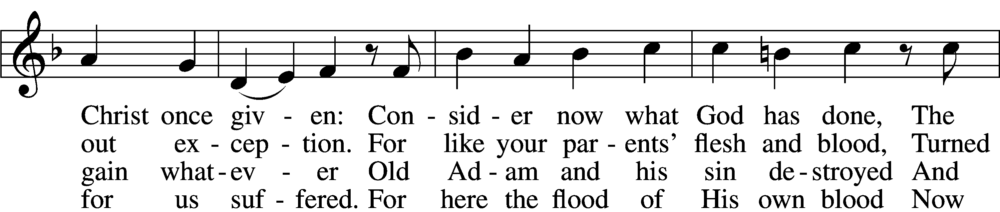 Christ once giv - en: Con - sid - er now what God has done, The
out ex - cep - tion. For like your par - ents’ flesh and blood, Turned
gain what - ev - er Old Ad - am and his sin de - stroyed And
for us suf - fered. For here the flood of His own blood Now